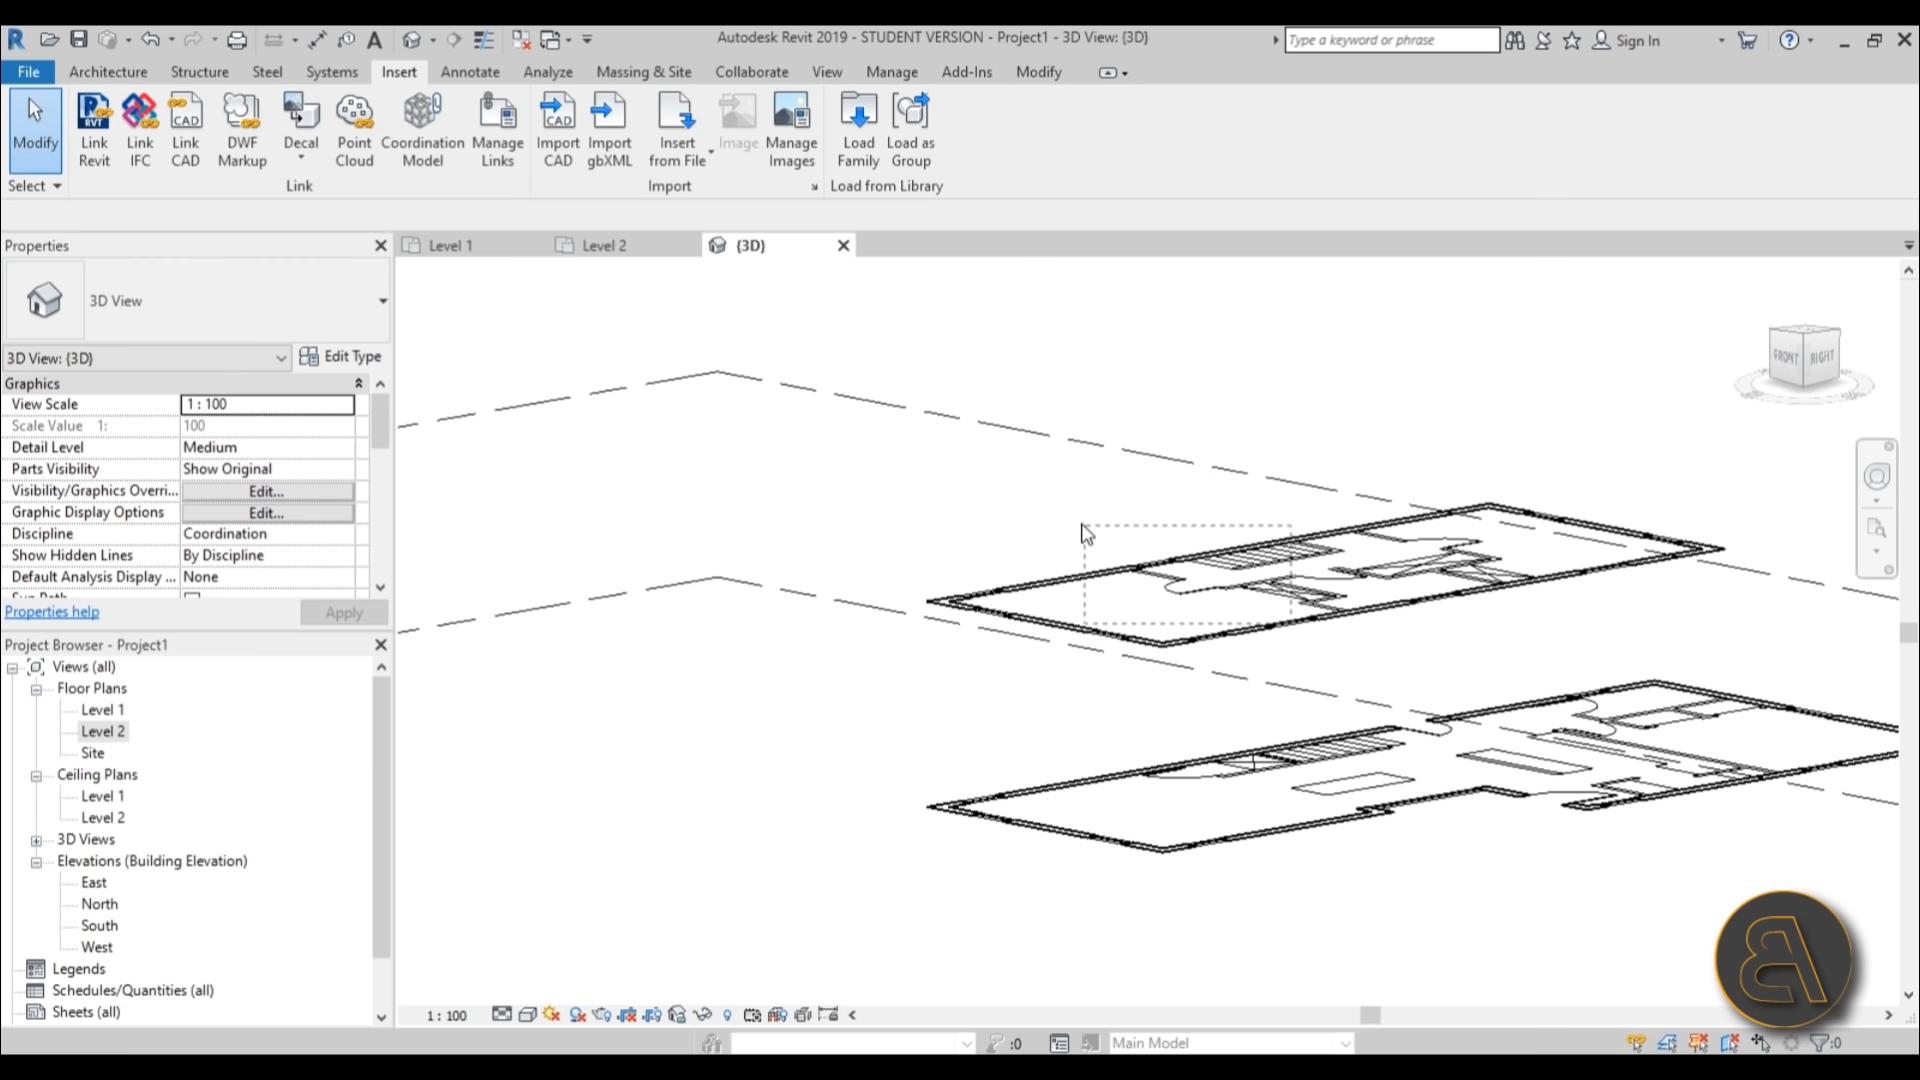 Autodesk Revit 2019 - STUDENT VERSION - Project1 - 3D View: {3D}
Type a keyword or phrase
Sign In
File Architecture Structure Steel Systems Insert Annotate Analyze Massing & Site Collaborate View Manage Add-Ins Modify
Modify
Link Revit
Link IFC
Link CAD
DWF Markup
Decal
Point Cloud
Coordination Model
Manage Links
Import CAD
Import gbXML
Insert from File
Image
Manage Images
Load Family
Load as Group
Select
Link
Import
Load from Library
Properties
Level 1
Level 2
{3D}
3D View
3D View: {3D}
Edit Type
Graphics
View Scale 1 : 100
Scale Value 1: 100
Detail Level Medium
Parts Visibility Show Original
Visibility/Graphics Overri... Edit...
Graphic Display Options Edit...
Discipline Coordination
Show Hidden Lines By Discipline
Default Analysis Display ... None
Properties help
Apply
Project Browser - Project1
Views (all)
Floor Plans
Level 1
Level 2
Site
Ceiling Plans
Level 1
Level 2
3D Views
Elevations (Building Elevation)
East
North
South
West
Legends
Schedules/Quantities (all)
Sheets (all)
FRONT RIGHT
1 : 100
:0
Main Model
:0